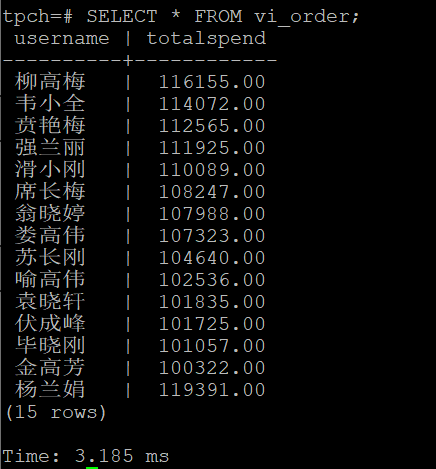 tpch=# SELECT * FROM vi_order;
username | totalspend
----------+------------
柳高梅 | 116155.00
韦小全 | 114072.00
贲艳梅 | 112565.00
强兰丽 | 111925.00
滑小刚 | 110089.00
席长梅 | 108247.00
翁晓婷 | 107988.00
娄高伟 | 107323.00
苏长刚 | 104640.00
喻高伟 | 102536.00
袁晓轩 | 101835.00
伏成峰 | 101725.00
毕晓刚 | 101057.00
金高芳 | 100322.00
杨兰娟 | 119391.00
(15 rows)
Time: 3.185 ms